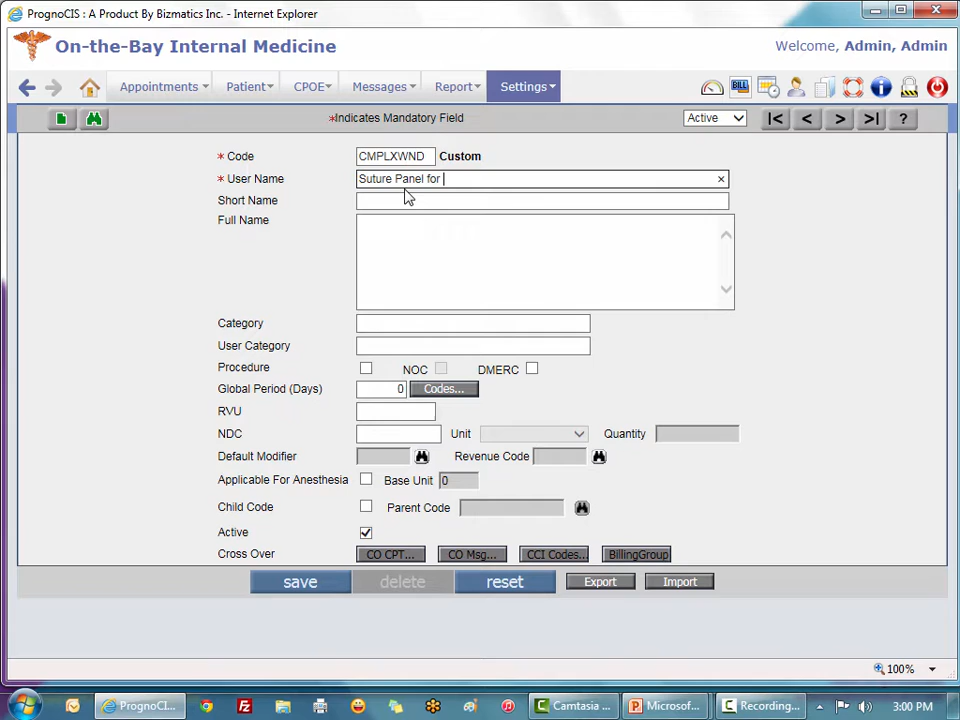 PrognoCIS : A Product By Bizmatics Inc. - Internet Explorer
On-the-Bay Internal Medicine
Welcome, Admin, Admin
Appointments Patient CPOE Messages Report Settings BILL
*Indicates Mandatory Field Active |< < > >| ?
* Code CMPLXWND Custom
* User Name Suture Panel for ×
Short Name
Full Name
Category
User Category
Procedure NOC DMERC
Global Period (Days) 0 Codes...
RVU
NDC Unit Quantity
Default Modifier Revenue Code
Applicable For Anesthesia Base Unit 0
Child Code Parent Code
Active
Cross Over CO CPT... CO Msg... CCI Codes... BillingGroup
save delete reset Export Import
100%
PrognoCI... Camtasia ... Microsof... Recording... 3:00 PM